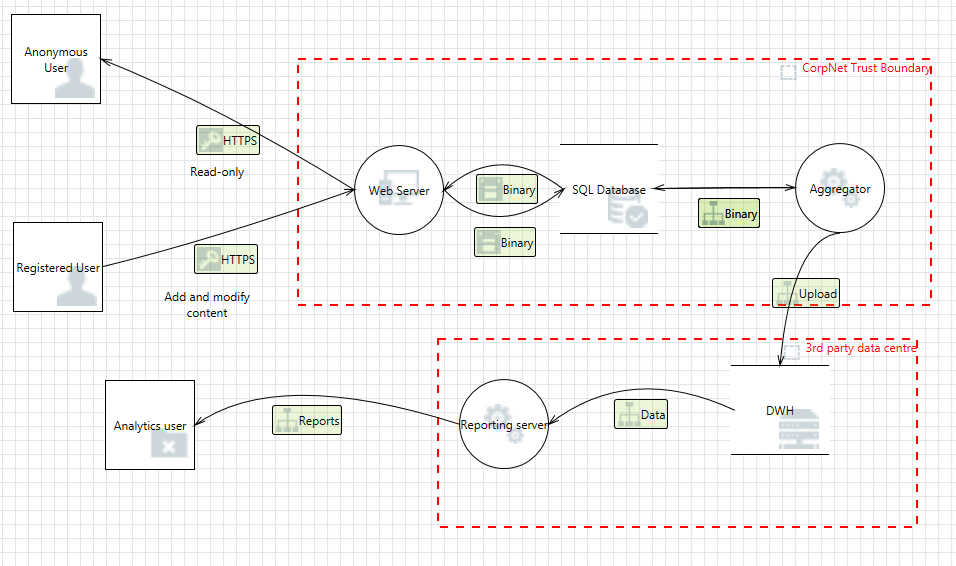 Anonymous
User
CorpNet Trust Boundary
HTTPS
Read-only
Web Server
Binary
SQL Database
Aggregator
Binary
Binary
Registered User
HTTPS
Add and modify
content
Upload
3rd party data centre
Analytics user
Reports
Reporting server
Data
DWH